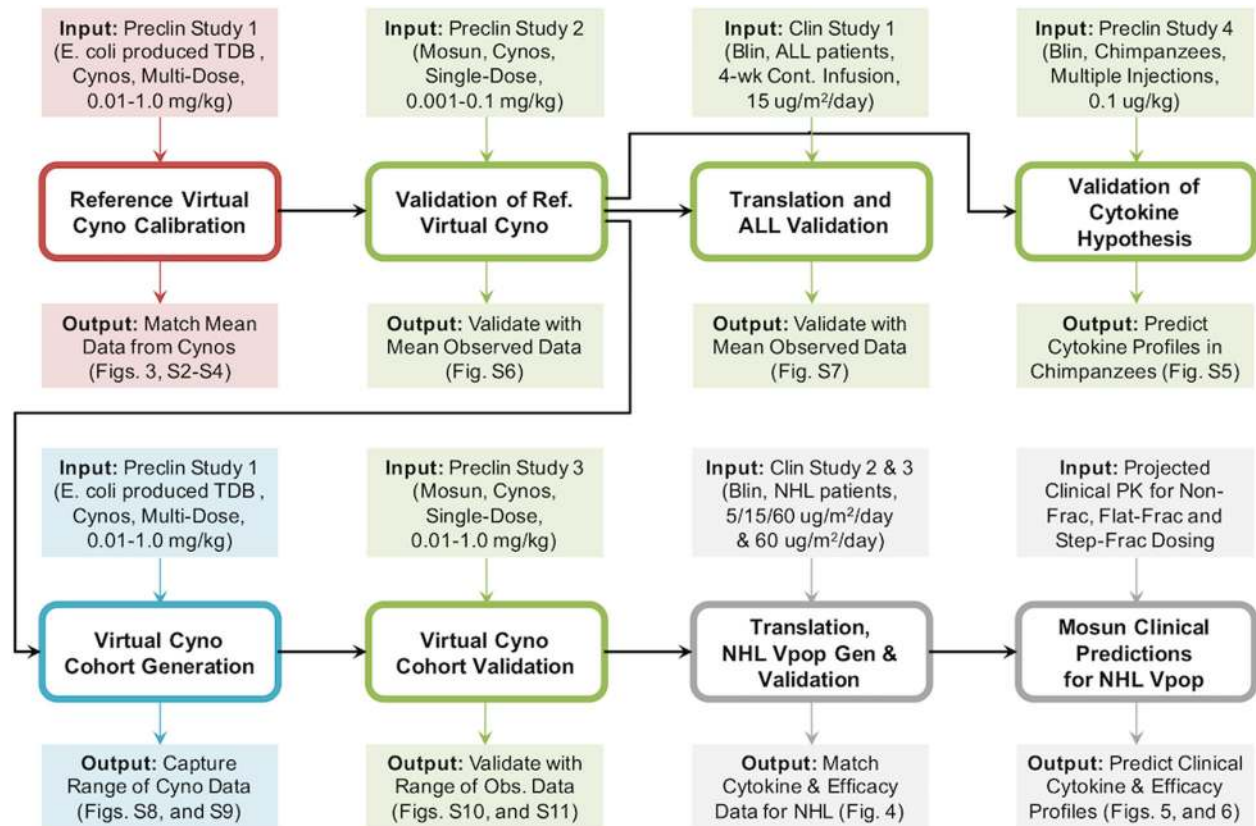 Input: Preclin Study 1
(E. coli produced TDB ,
Cynos, Multi-Dose,
0.01-1.0 mg/kg)
Input: Preclin Study 2
(Mosun, Cynos,
Single-Dose,
0.001-0.1 mg/kg)
Input: Clin Study 1
(Blin, ALL patients,
4-wk Cont. Infusion,
15 ug/m²/day)
Input: Preclin Study 4
(Blin, Chimpanzees,
Multiple Injections,
0.1 ug/kg)
Reference Virtual
Cyno Calibration
Validation of Ref.
Virtual Cyno
Translation and
ALL Validation
Validation of
Cytokine
Hypothesis
Output: Match Mean
Data from Cynos
(Figs. 3, S2-S4)
Output: Validate with
Mean Observed Data
(Fig. S6)
Output: Validate with
Mean Observed Data
(Fig. S7)
Output: Predict
Cytokine Profiles in
Chimpanzees (Fig. S5)
Input: Preclin Study 1
(E. coli produced TDB ,
Cynos, Multi-Dose,
0.01-1.0 mg/kg)
Input: Preclin Study 3
(Mosun, Cynos,
Single-Dose,
0.01-1.0 mg/kg)
Input: Clin Study 2 & 3
(Blin, NHL patients,
5/15/60 ug/m²/day
& 60 ug/m²/day)
Input: Projected
Clinical PK for Non-
Frac, Flat-Frac and
Step-Frac Dosing
Virtual Cyno
Cohort Generation
Virtual Cyno
Cohort Validation
Translation,
NHL Vpop Gen &
Validation
Mosun Clinical
Predictions
for NHL Vpop
Output: Capture
Range of Cyno Data
(Figs. S8, and S9)
Output: Validate with
Range of Obs. Data
(Figs. S10, and S11)
Output: Match
Cytokine & Efficacy
Data for NHL (Fig. 4)
Output: Predict Clinical
Cytokine & Efficacy
Profiles (Figs. 5, and 6)